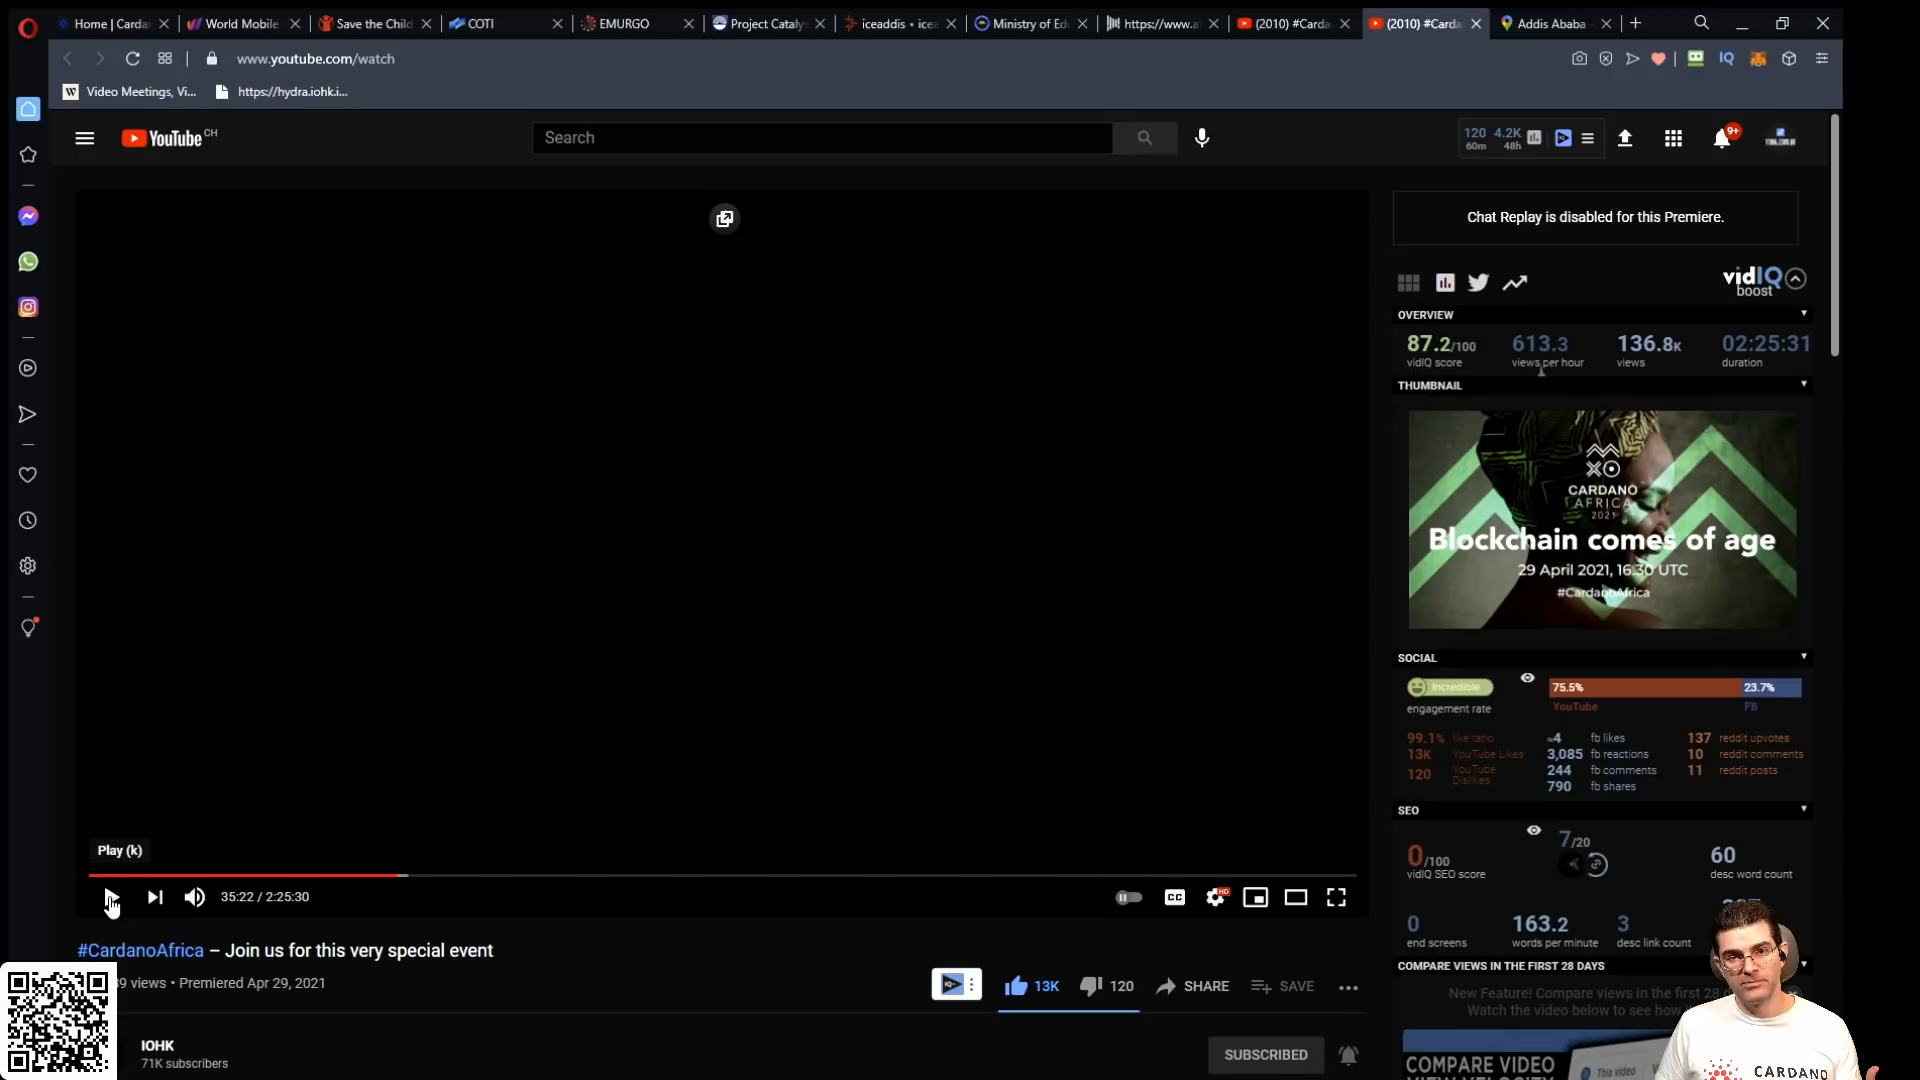 Home | Carda
World Mobile
Save the Child
COTI
EMURGO
Project Cataly
iceaddis • icea
Ministry of Ed
https://www.a
(2010) #Carda
(2010) #Carda
Addis Ababa
www.youtube.com/watch
IQ
Video Meetings, Vi...
https://hydra.iohk.i...
YouTube CH
Search
120 4.2K
60m 48h
9+
Chat Replay is disabled for this Premiere.
vidIQ
boost
OVERVIEW
87.2/100 613.3 136.8K 02:25:31
vidIQ score views per hour views duration
THUMBNAIL
CARDANO
AFRICA
2021
Blockchain comes of age
29 April 2021, 16.30 UTC
#CardanoAfrica
SOCIAL
Incredible
engagement rate
75.5% 23.7%
YouTube FB
99.1% like ratio ≈4 fb likes 137 reddit upvotes
13K YouTube Likes 3,085 fb reactions 10 reddit comments
120 YouTube Dislikes 244 fb comments 11 reddit posts
790 fb shares
SEO
0/100 7/20 60
vidIQ SEO score desc word count
0 163.2 3
end screens words per minute desc link count
COMPARE VIEWS IN THE FIRST 28 DAYS
New Feature! Compare views in the first 28 d
Watch the video below to see how
COMPARE VIDEO
This video
CARDANO
Play (k)
35:22 / 2:25:30
CC
HD
#CardanoAfrica – Join us for this very special event
39 views • Premiered Apr 29, 2021
13K
120
SHARE
SAVE
IOHK
71K subscribers
SUBSCRIBED